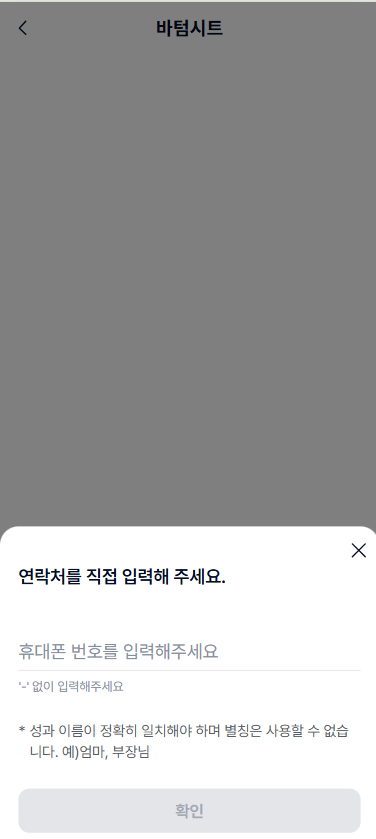 바텀시트
연락처를 직접 입력해 주세요.
휴대폰 번호를 입력해주세요
'-' 없이 입력해주세요
* 성과 이름이 정확히 일치해야 하며 별칭은 사용할 수 없습
니다. 예)엄마, 부장님
확인